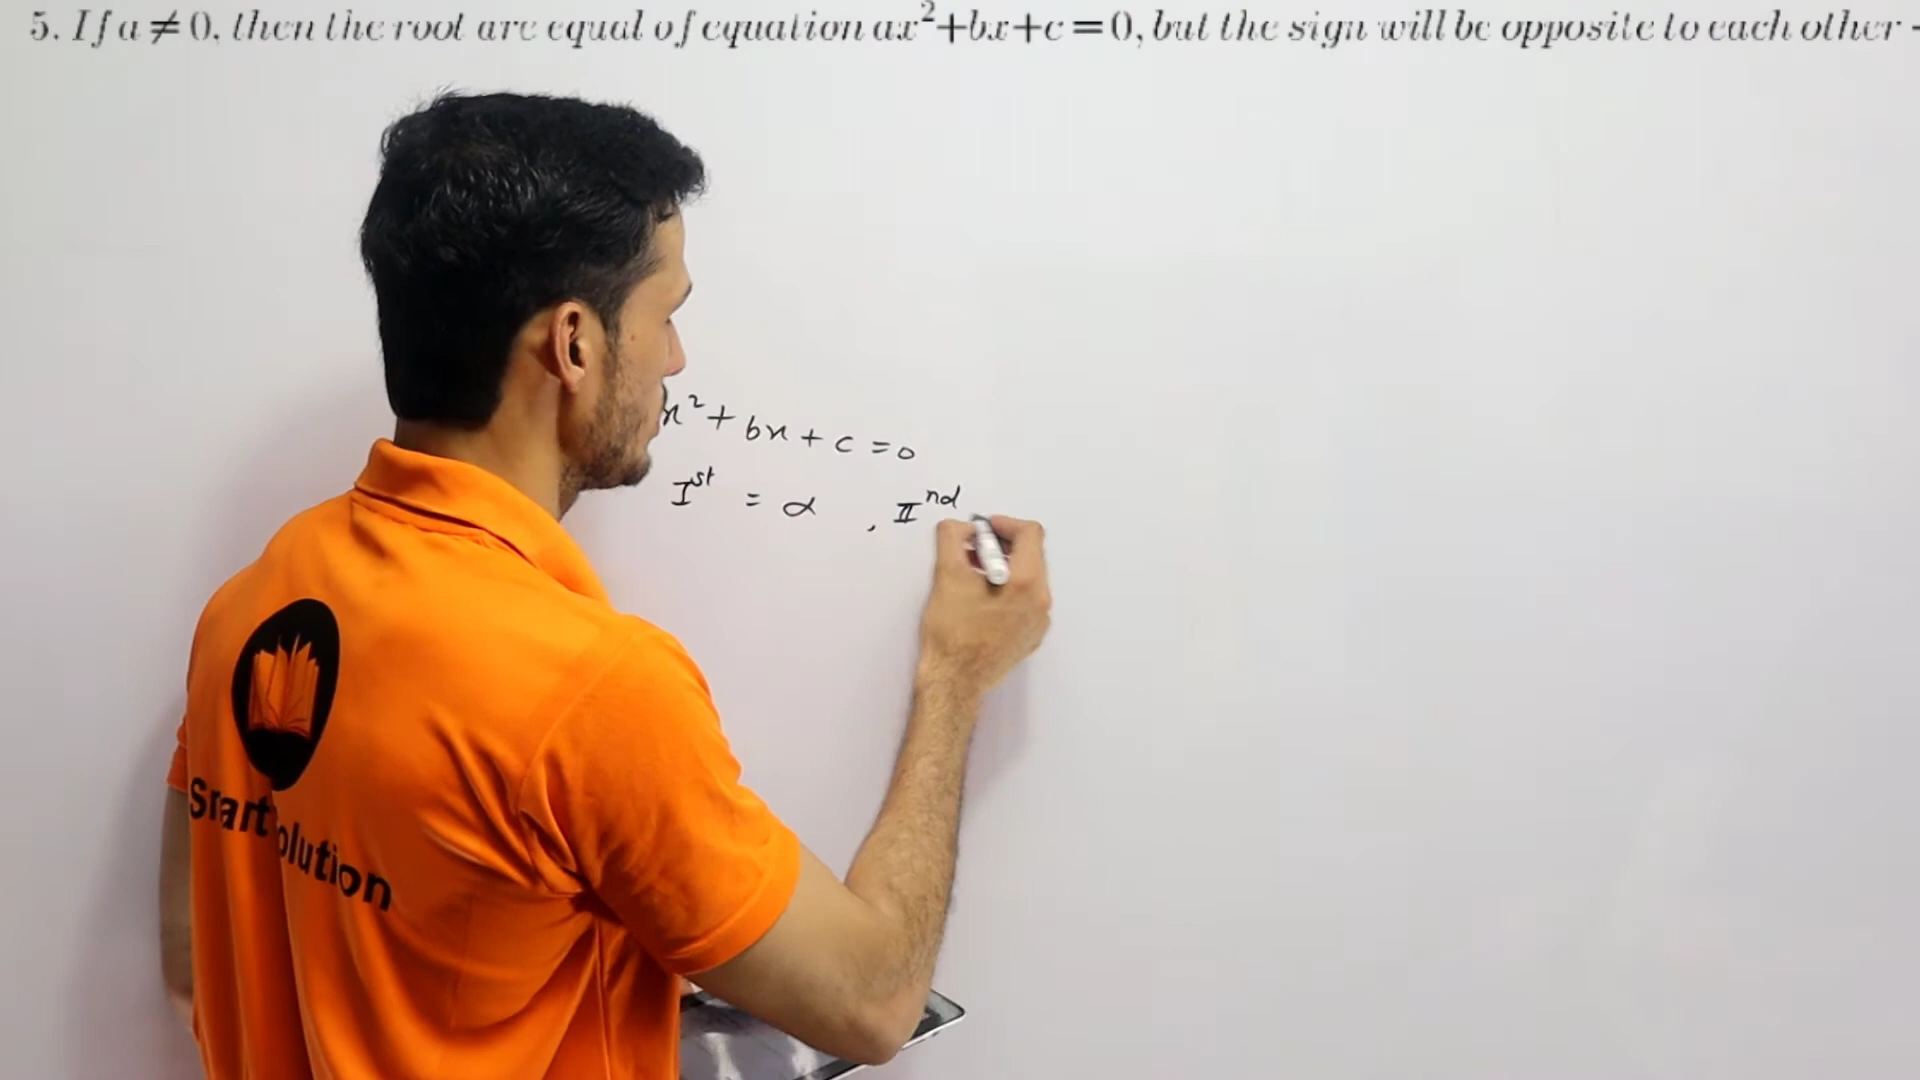 5. If a ≠ 0, then the root are equal of equation ax²+bx+c=0, but the sign will be opposite to each other -
x² + bx + c = 0
Iˢᵗ = α , IIⁿᵈ
Smart Solution